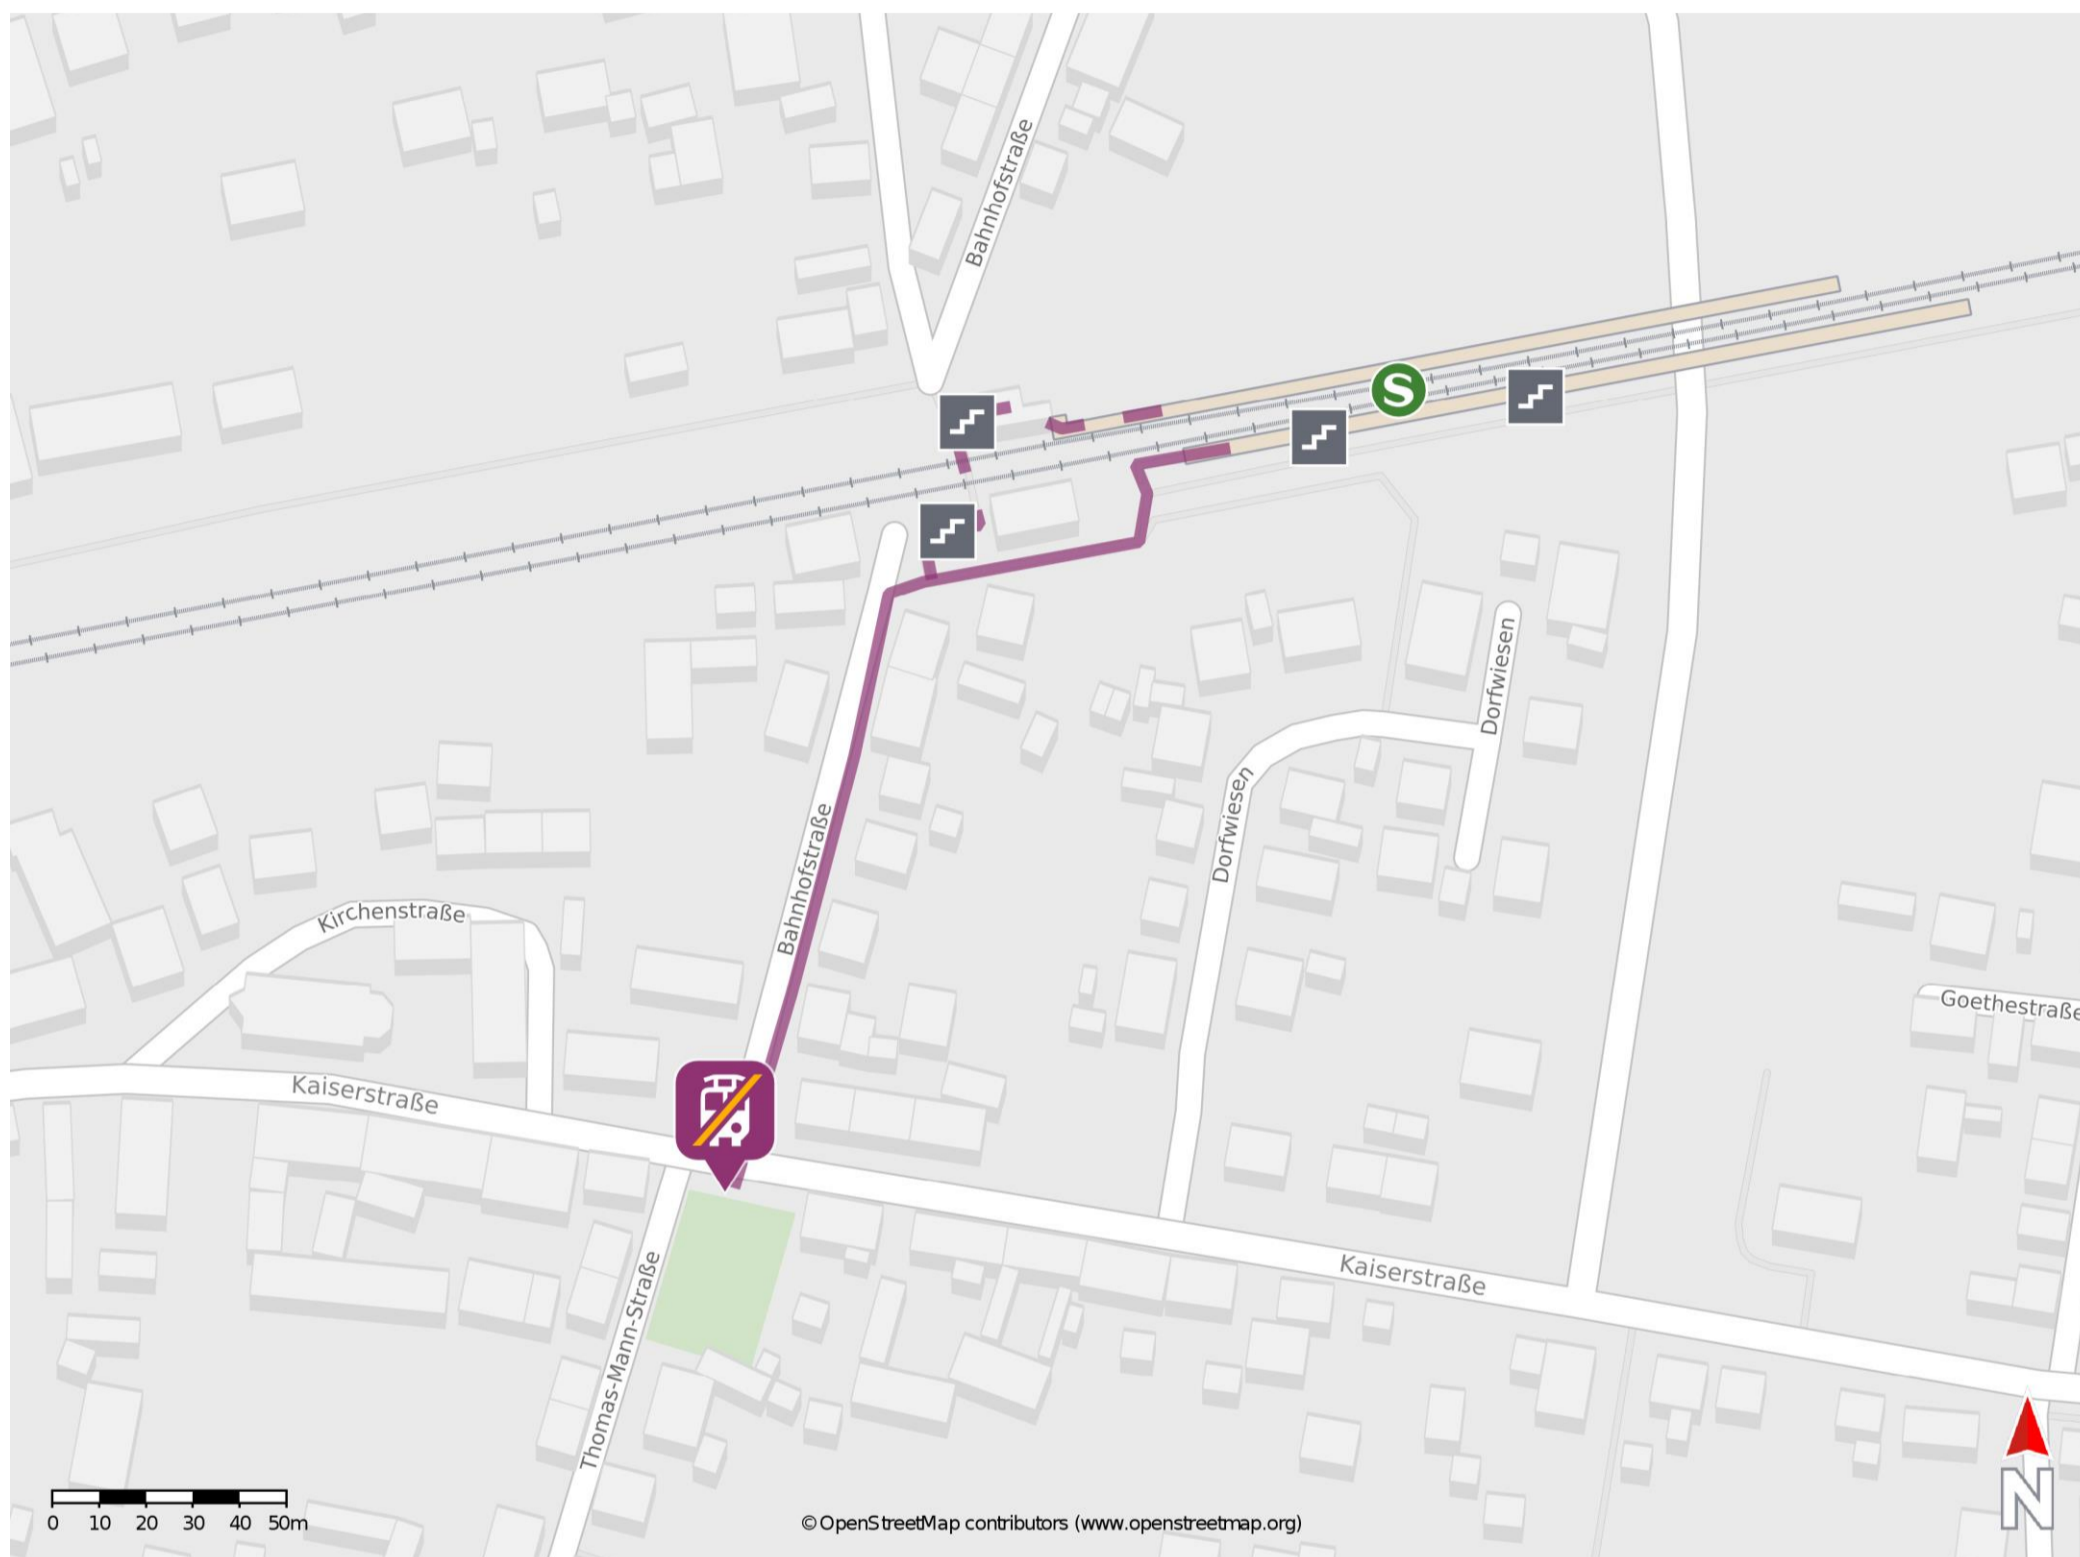 Bahnhofstraße
S
Dorfwiesen
Dorfwiesen
Bahnhofstraße
Kirchenstraße
Goethestraße
Kaiserstraße
Kaiserstraße
Thomas-Mann-Straße
N
0 10 20 30 40 50m
© OpenStreetMap contributors (www.openstreetmap.org)